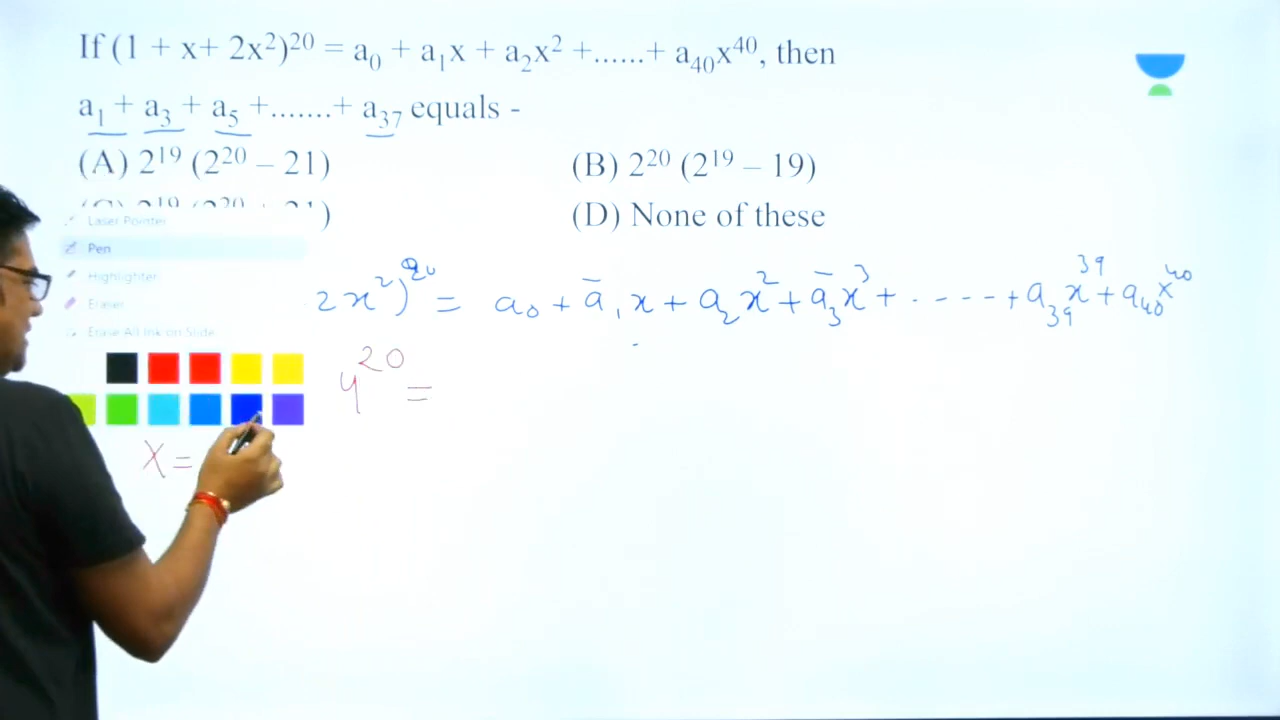 If (1 + x+ 2x²)²⁰ = a₀ + a₁x + a₂x² +......+ a₄₀x⁴⁰, then
a₁ + a₃ + a₅ +.......+ a₃₇ equals -
(A) 2¹⁹ (2²⁰ – 21)
(B) 2²⁰ (2¹⁹ – 19)
)
(D) None of these
Laser Pointer
Pen
Highlighter
Eraser
Erase All Ink on Slide
2x²)²⁰ = a₀ + a₁x + a₂x² + a₃x³ + ----- + a₃₉x³⁹ + a₄₀x⁴⁰
4²⁰ =
x =